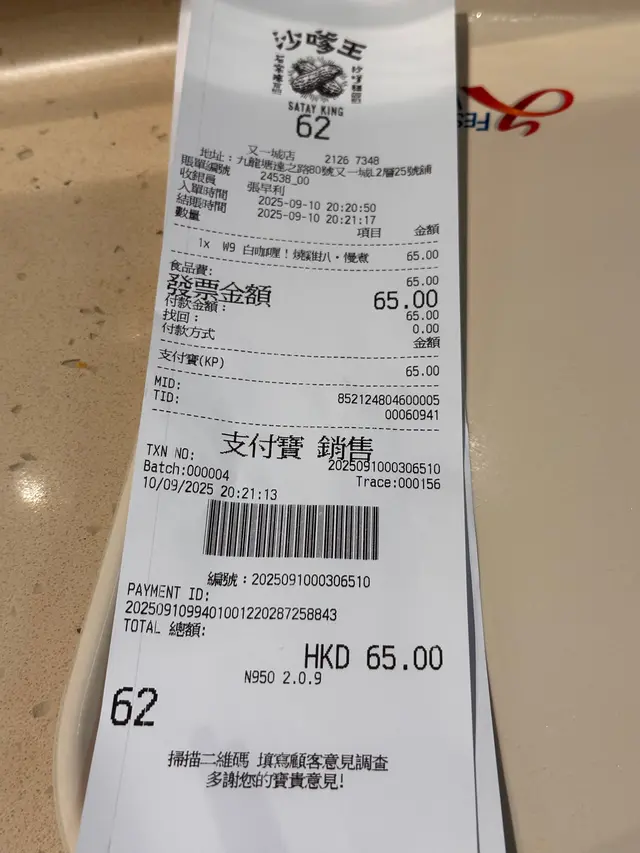 沙嗲王
SATAY KING
62
又一城店 2126 7348
地址：九龍塘達之路80號又一城L2層25號舖
賬單編號 24538_00
收銀員 張早利
入單時間 2025-09-10 20:20:50
結賬時間 2025-09-10 20:21:17
數量 項目 金額
1x W9 白咖喱！燒雞扒・慢煮 65.00
食品費: 65.00
發票金額 65.00
付款金額: 65.00
找回: 0.00
付款方式 金額
支付寶(KP) 65.00
MID: 852124804600005
TID: 00060941
支付寶 銷售
TXN NO: 2025091000306510
Batch:000004 Trace:000156
10/09/2025 20:21:13
編號：2025091000306510
PAYMENT ID:
2025091099401001220287258843
TOTAL 總額:
HKD 65.00
N950 2.0.9
62
掃描二維碼 填寫顧客意見調查
多謝您的寶貴意見!
FES